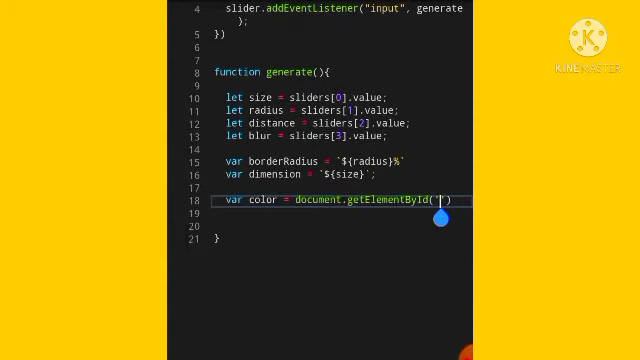 4 slider.addEventListener("input", generate
);
5 })
6
7
8 function generate(){
9
10 let size = sliders[0].value;
11 let radius = sliders[1].value;
12 let distance = sliders[2].value;
13 let blur = sliders[3].value;
14
15 var borderRadius = `${radius}%`
16 var dimension = `${size}`;
17
18 var color = document.getElementById('')
19
20
21 }
KINEMASTER